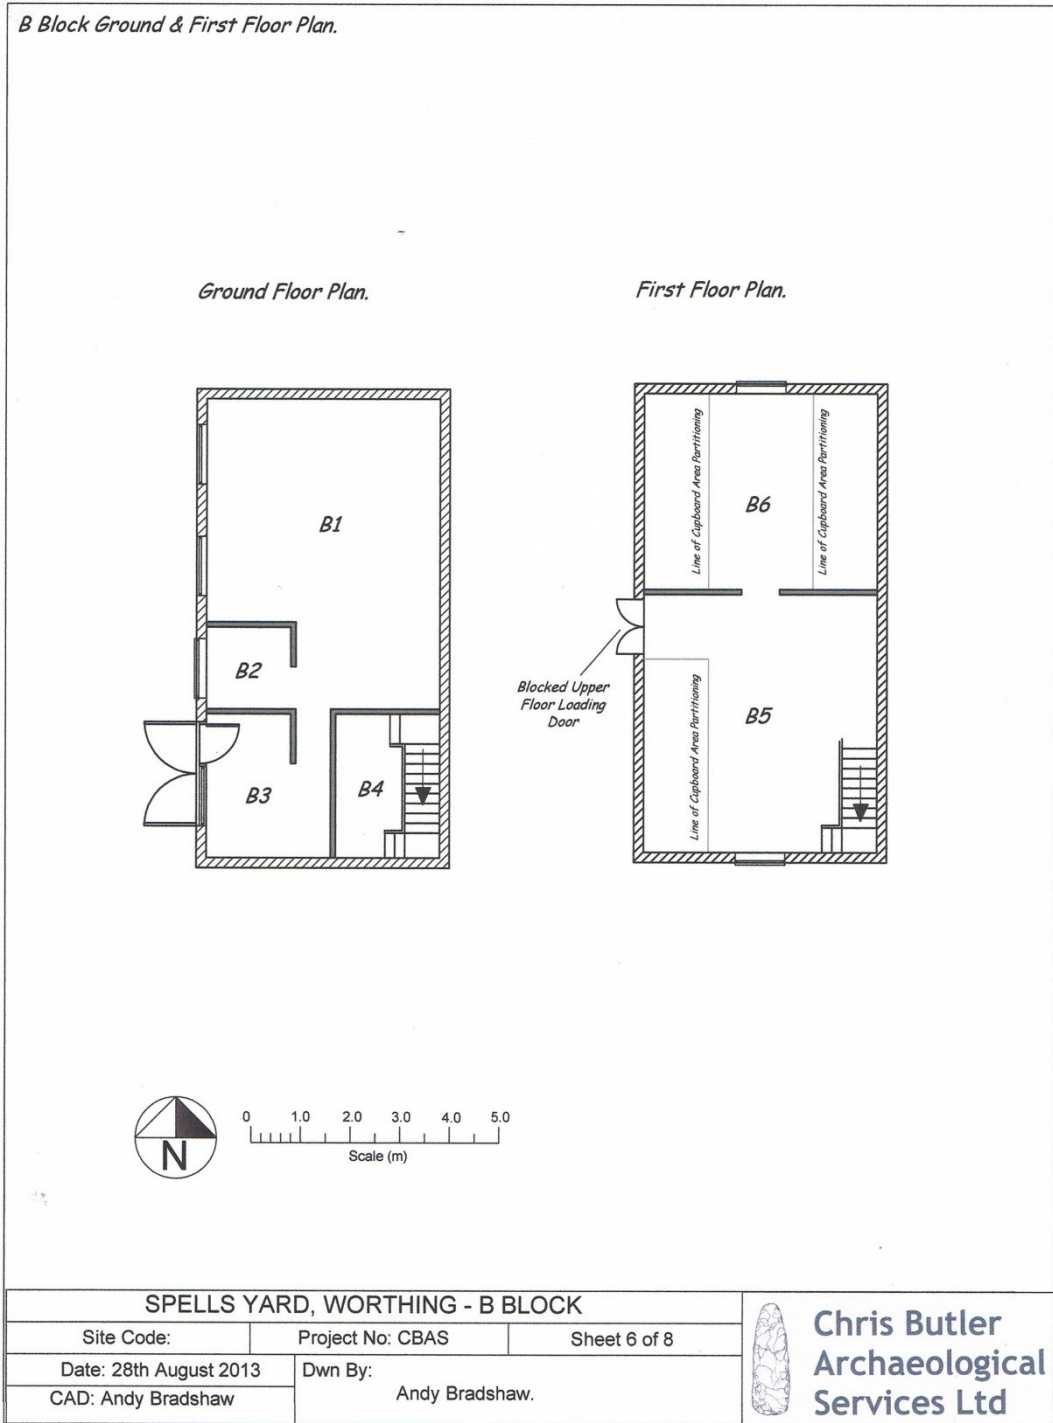 B Block Ground & First Floor Plan.
Ground Floor Plan.
First Floor Plan.
B1
B2
B3
B4
Line of Cupboard Area Partitioning
B6
Line of Cupboard Area Partitioning
Blocked Upper
Floor Loading
Door
B5
Line of Cupboard Area Partitioning
N
0 1.0 2.0 3.0 4.0 5.0
Scale (m)
SPELLS YARD, WORTHING - B BLOCK
Site Code:
Project No: CBAS
Sheet 6 of 8
Date: 28th August 2013
CAD: Andy Bradshaw
Dwn By:
Andy Bradshaw.
Chris Butler
Archaeological
Services Ltd